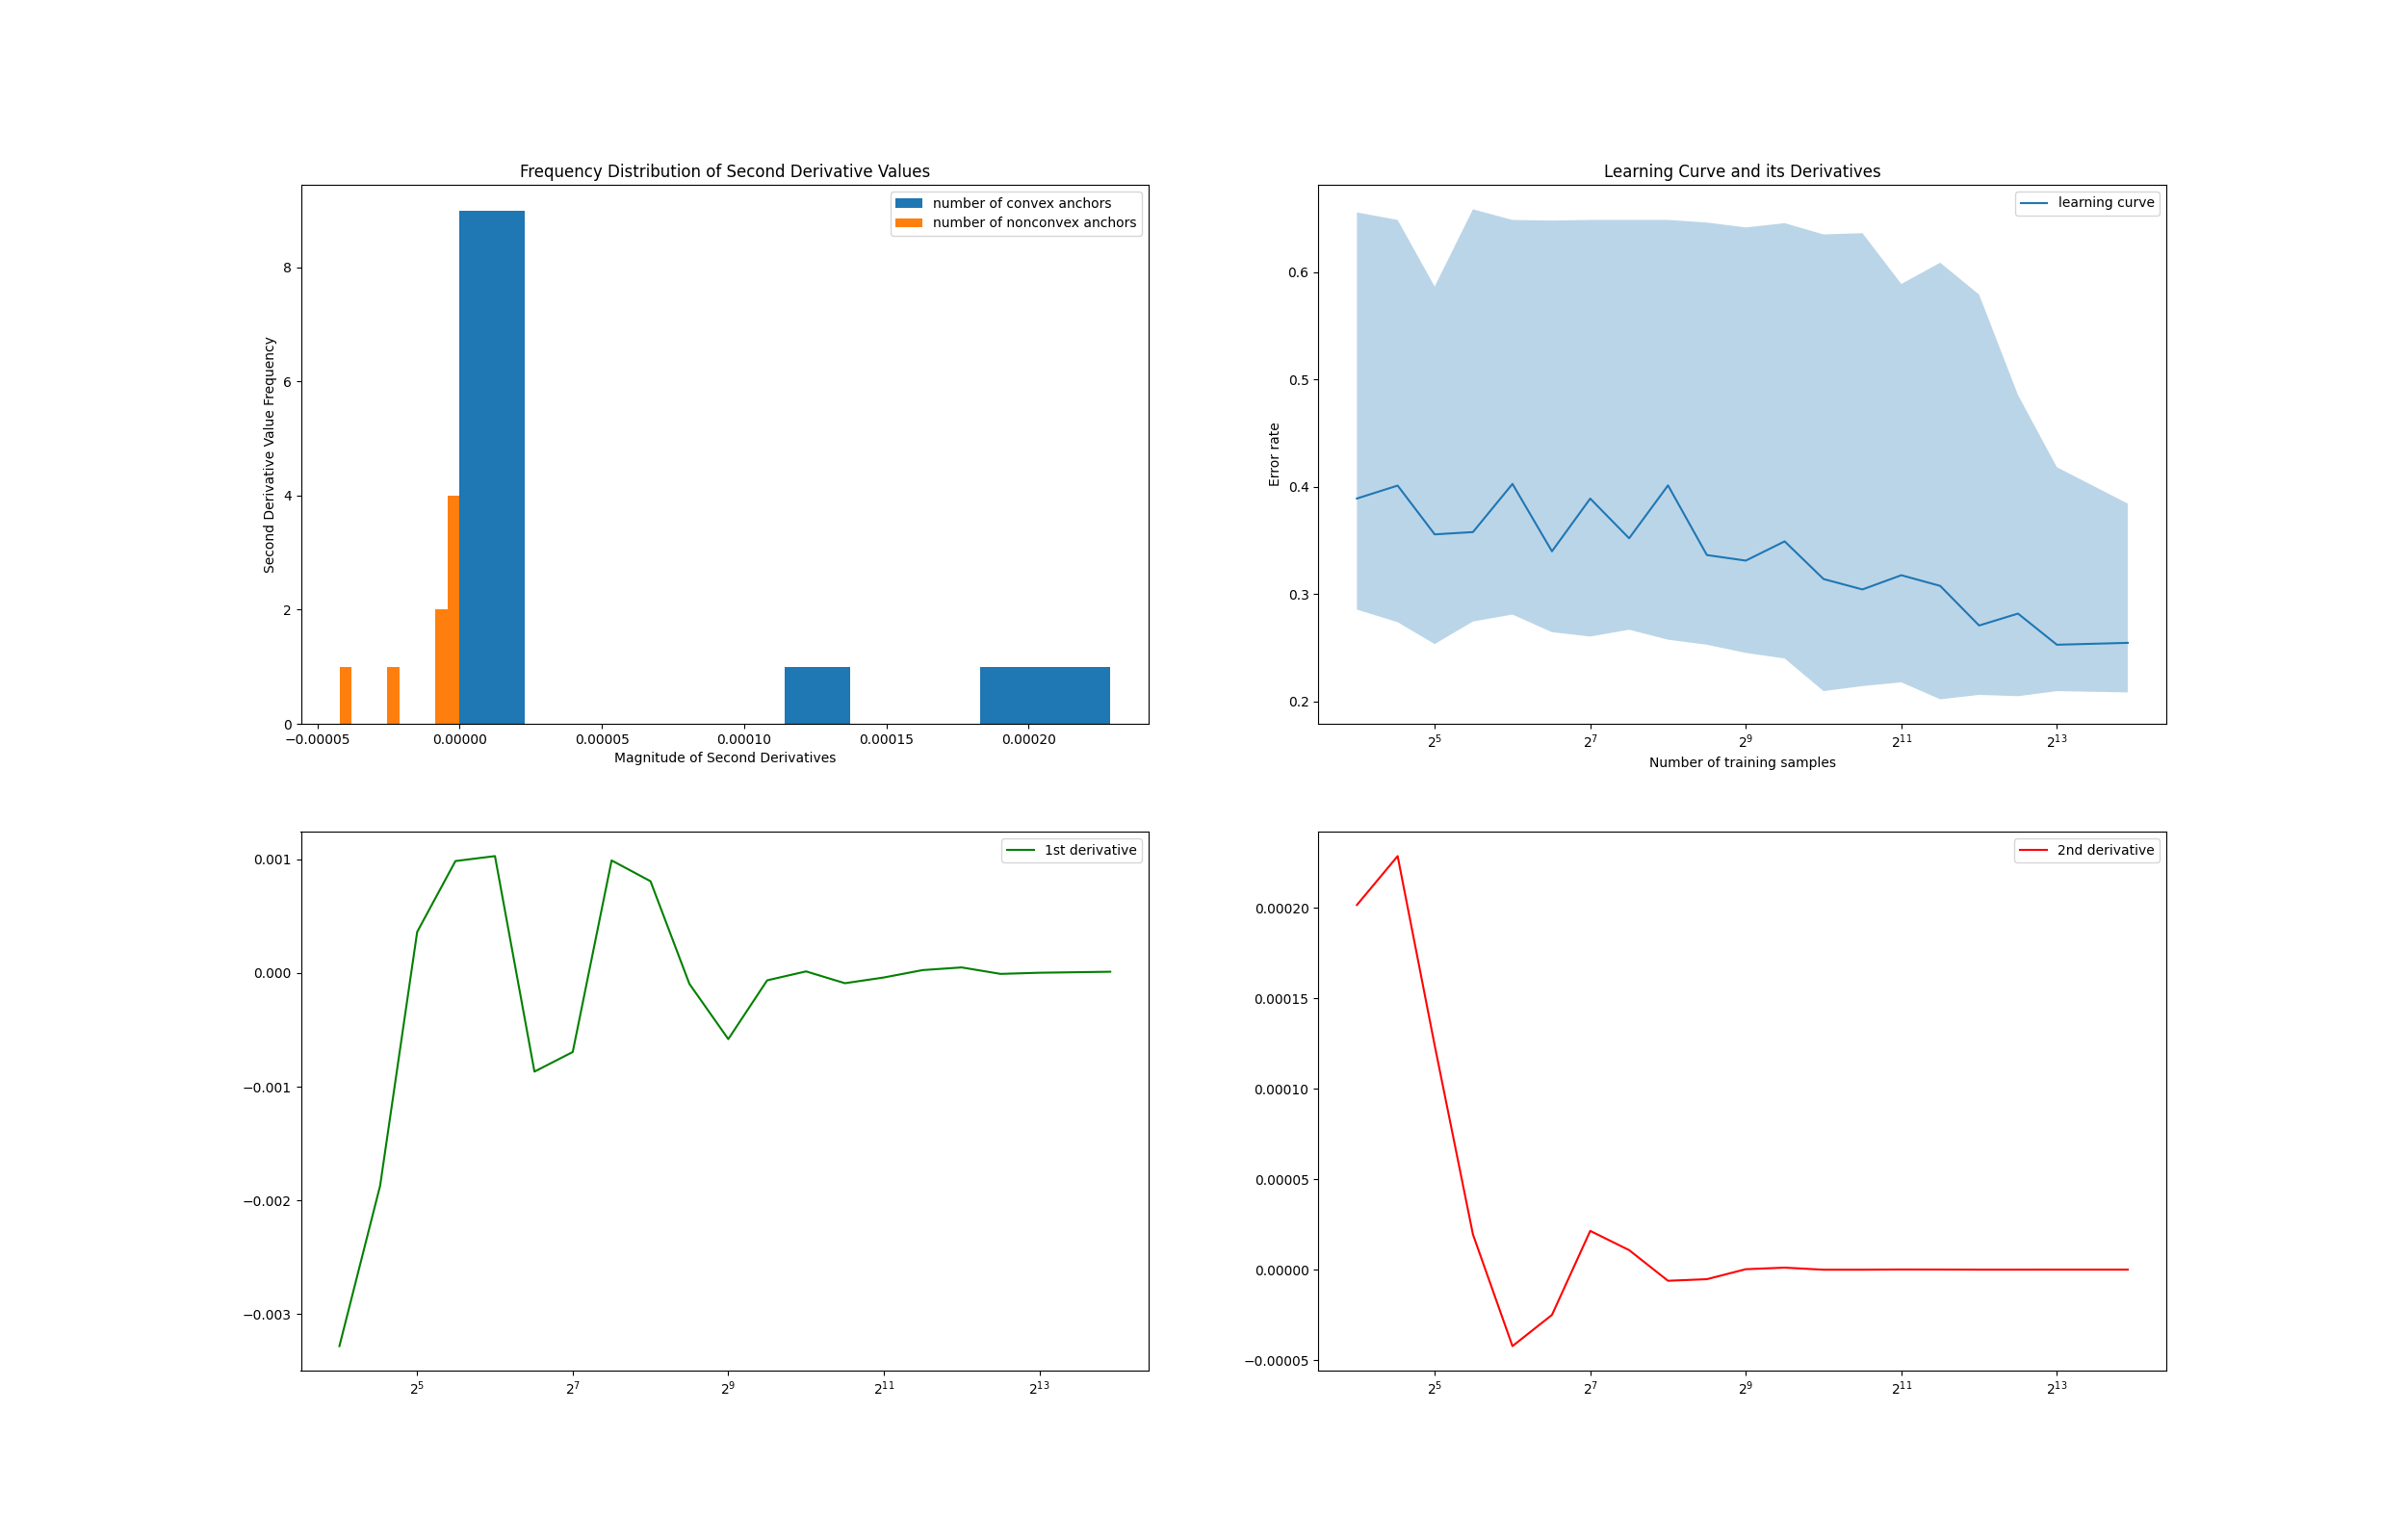 Frequency Distribution of Second Derivative Values
number of convex anchors
number of nonconvex anchors
Second Derivative Value Frequency
8
6
4
2
0
−0.00005 0.00000 0.00005 0.00010 0.00015 0.00020
Magnitude of Second Derivatives
Learning Curve and its Derivatives
learning curve
Error rate
0.6
0.5
0.4
0.3
0.2
2^5 2^7 2^9 2^11 2^13
Number of training samples
1st derivative
0.001
0.000
−0.001
−0.002
−0.003
2^5 2^7 2^9 2^11 2^13
2nd derivative
0.00020
0.00015
0.00010
0.00005
0.00000
−0.00005
2^5 2^7 2^9 2^11 2^13